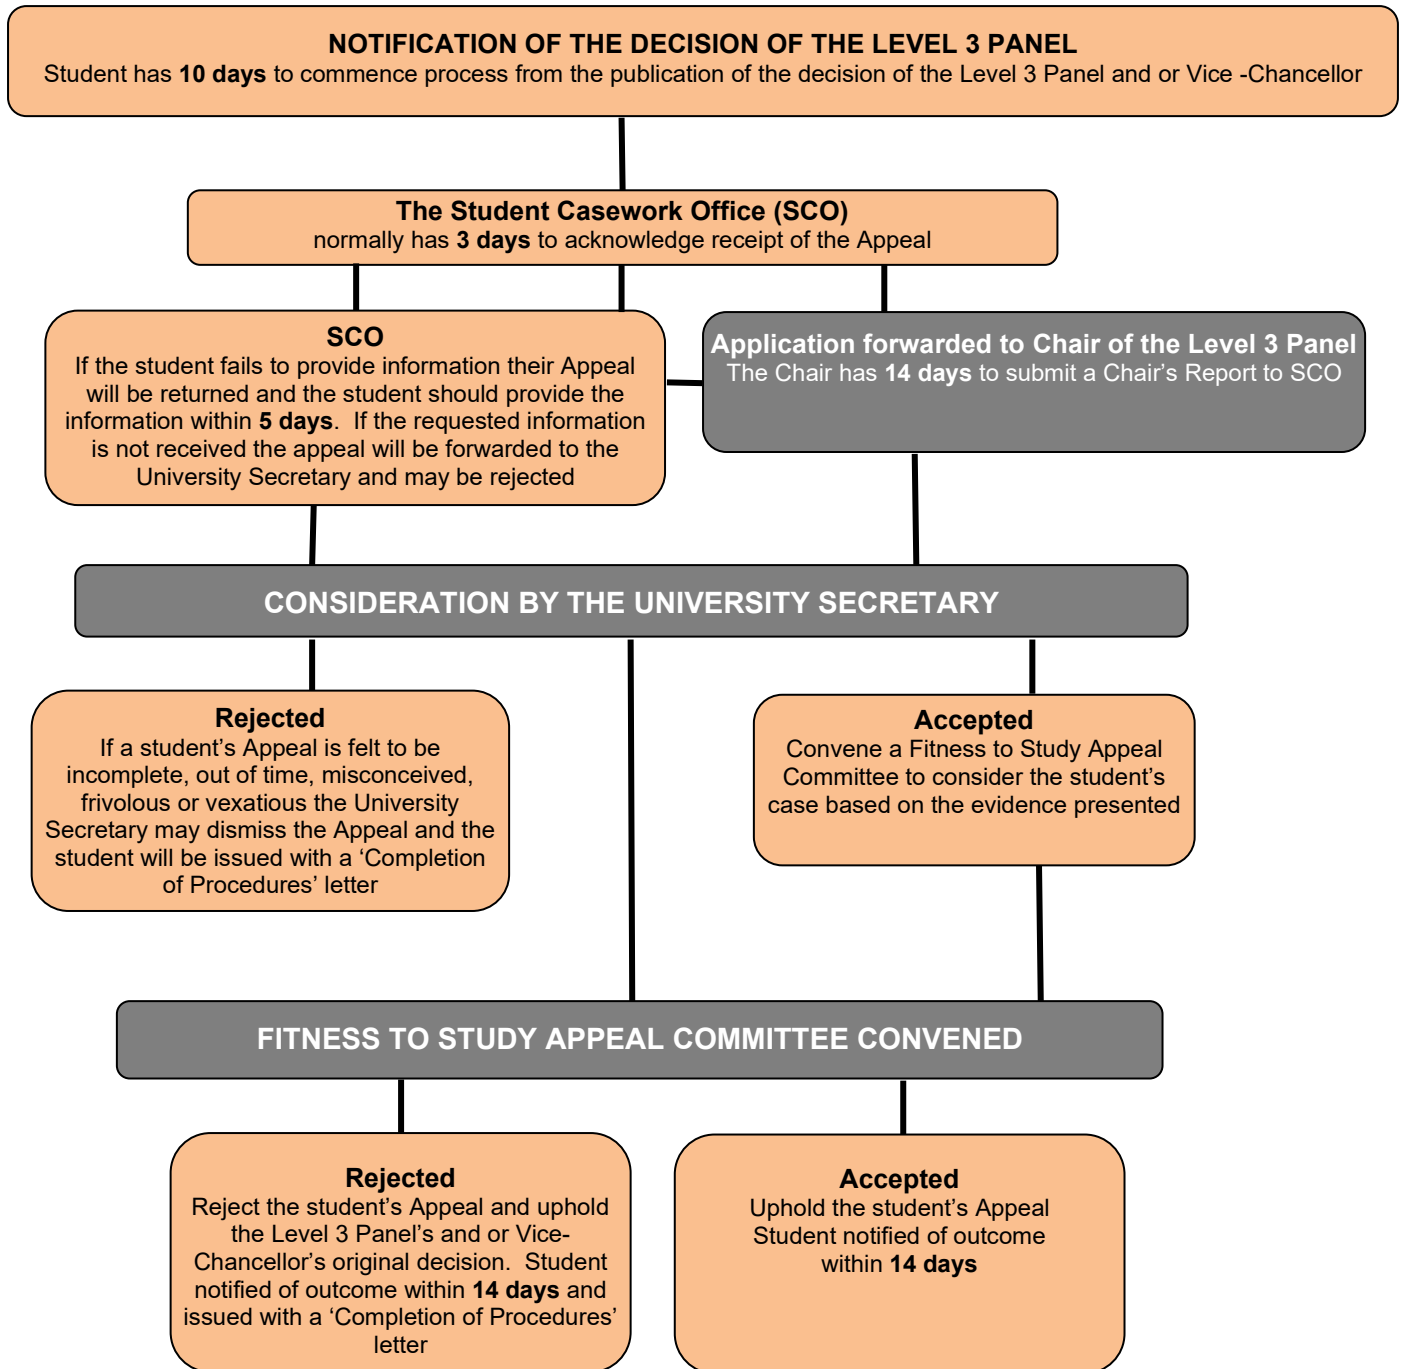 NOTIFICATION OF THE DECISION OF THE LEVEL 3 PANEL
Student has 10 days to commence process from the publication of the decision of the Level 3 Panel and or Vice -Chancellor
The Student Casework Office (SCO)
normally has 3 days to acknowledge receipt of the Appeal
SCO
If the student fails to provide information their Appeal
will be returned and the student should provide the
information within 5 days.  If the requested information
is not received the appeal will be forwarded to the
University Secretary and may be rejected
Application forwarded to Chair of the Level 3 Panel
The Chair has 14 days to submit a Chair’s Report to SCO
CONSIDERATION BY THE UNIVERSITY SECRETARY
Rejected
If a student’s Appeal is felt to be
incomplete, out of time, misconceived,
frivolous or vexatious the University
Secretary may dismiss the Appeal and the
student will be issued with a ‘Completion
of Procedures’ letter
Accepted
Convene a Fitness to Study Appeal
Committee to consider the student’s
case based on the evidence presented
FITNESS TO STUDY APPEAL COMMITTEE CONVENED
Rejected
Reject the student’s Appeal and uphold
the Level 3 Panel’s and or Vice-
Chancellor’s original decision.  Student
notified of outcome within 14 days and
issued with a ‘Completion of Procedures’
letter
Accepted
Uphold the student’s Appeal
Student notified of outcome
within 14 days